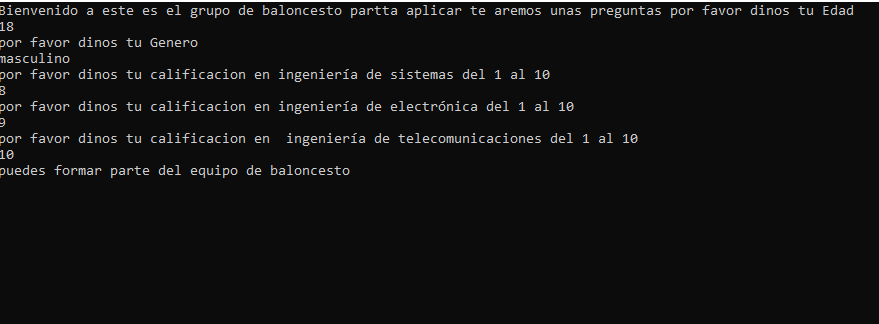 Bienvenido a este es el grupo de baloncesto partta aplicar te aremos unas preguntas por favor dinos tu Edad
18
por favor dinos tu Genero
masculino
por favor dinos tu calificacion en ingeniería de sistemas del 1 al 10
8
por favor dinos tu calificacion en ingeniería de electrónica del 1 al 10
9
por favor dinos tu calificacion en  ingeniería de telecomunicaciones del 1 al 10
10
puedes formar parte del equipo de baloncesto